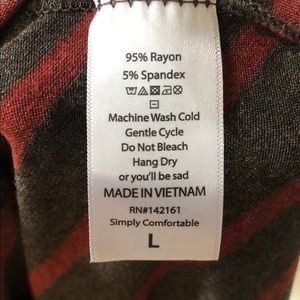 95% Rayon
5% Spandex
Machine Wash Cold
Gentle Cycle
Do Not Bleach
Hang Dry
or you'll be sad
MADE IN VIETNAM
RN#142161
Simply Comfortable
L